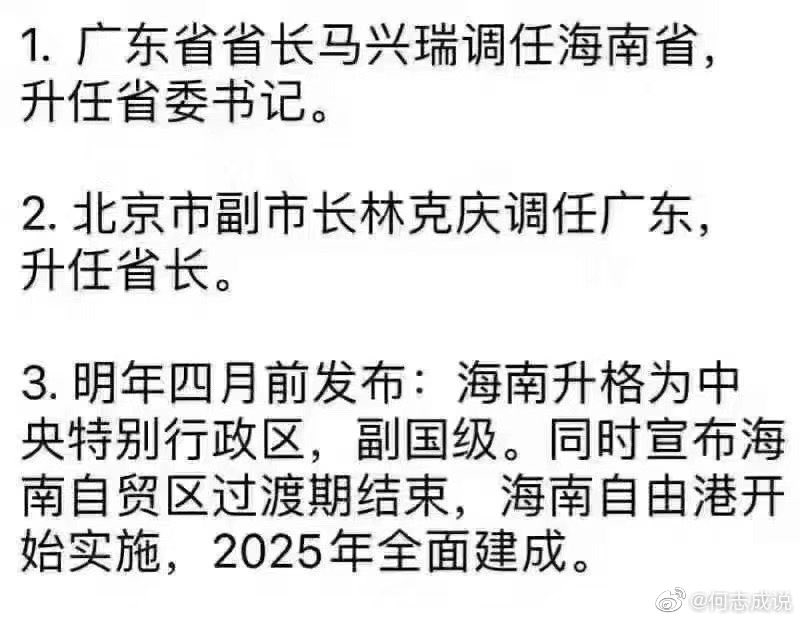 1. 广东省省长马兴瑞调任海南省，
升任省委书记。
2. 北京市副市长林克庆调任广东，
升任省长。
3. 明年四月前发布：海南升格为中
央特别行政区，副国级。同时宣布海
南自贸区过渡期结束，海南自由港开
始实施，2025年全面建成。
@何志成说